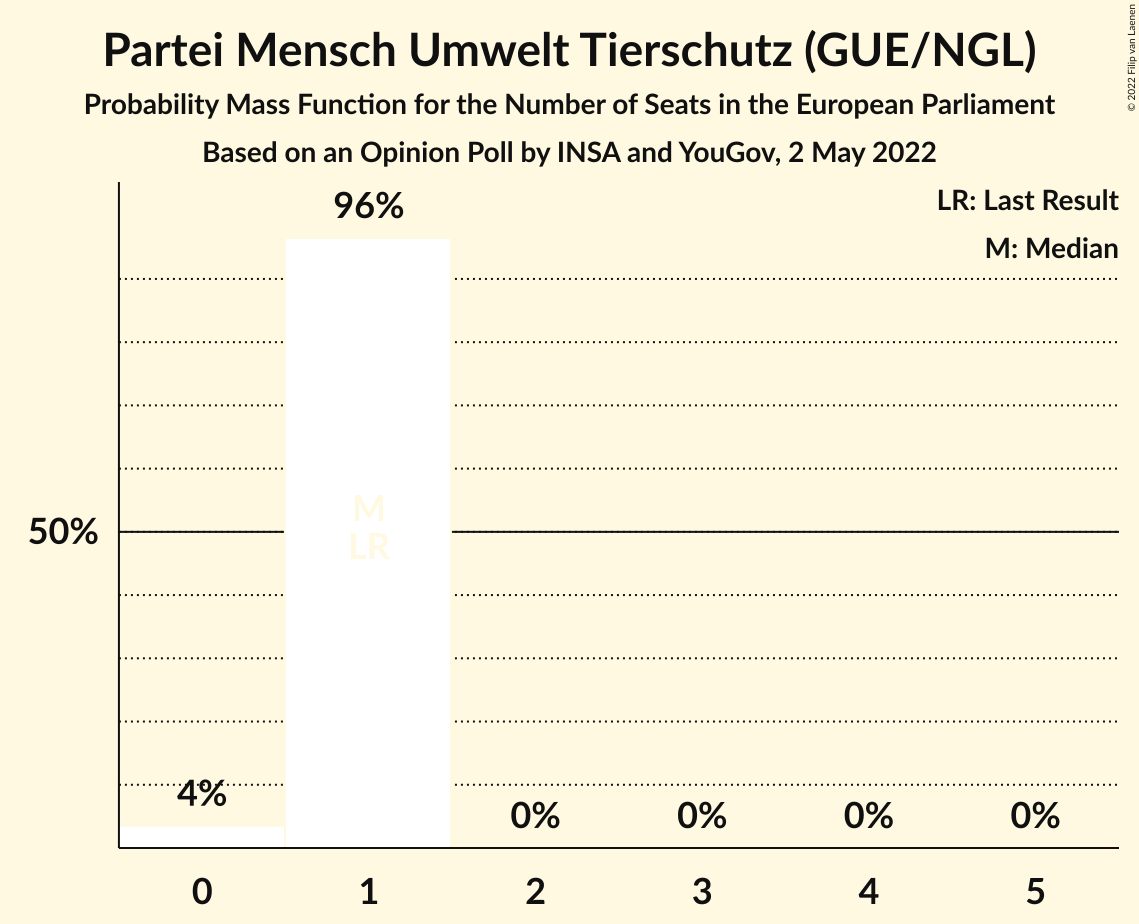 Partei Mensch Umwelt Tierschutz (GUE/NGL)
Probability Mass Function for the Number of Seats in the European Parliament
Based on an Opinion Poll by INSA and YouGov, 2 May 2022
© 2022 Filip van Laenen
LR: Last Result
M: Median
96%
M
50%
LR
4%
0%
0%
0%
0%
0
1
2
3
4
5